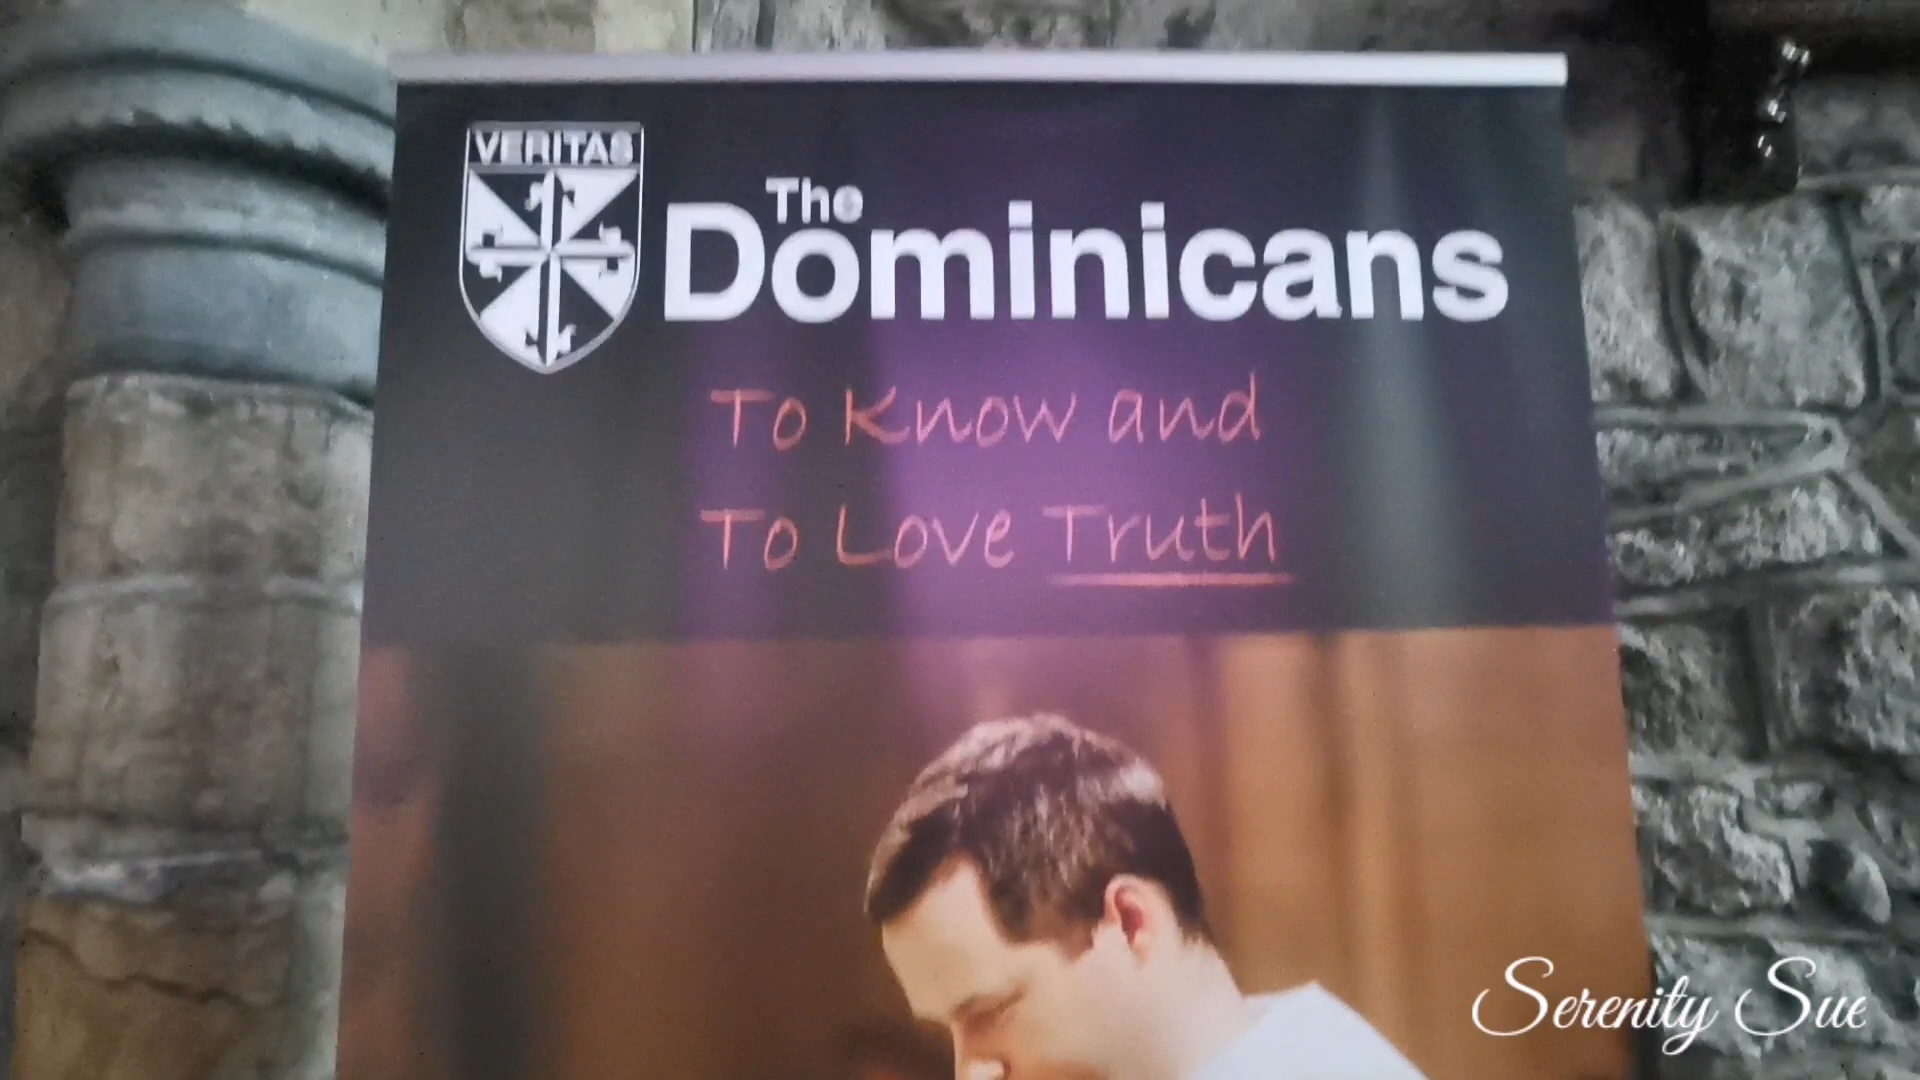 VERITAS
The
Dominicans
To Know and
To Love Truth
Serenity Sue